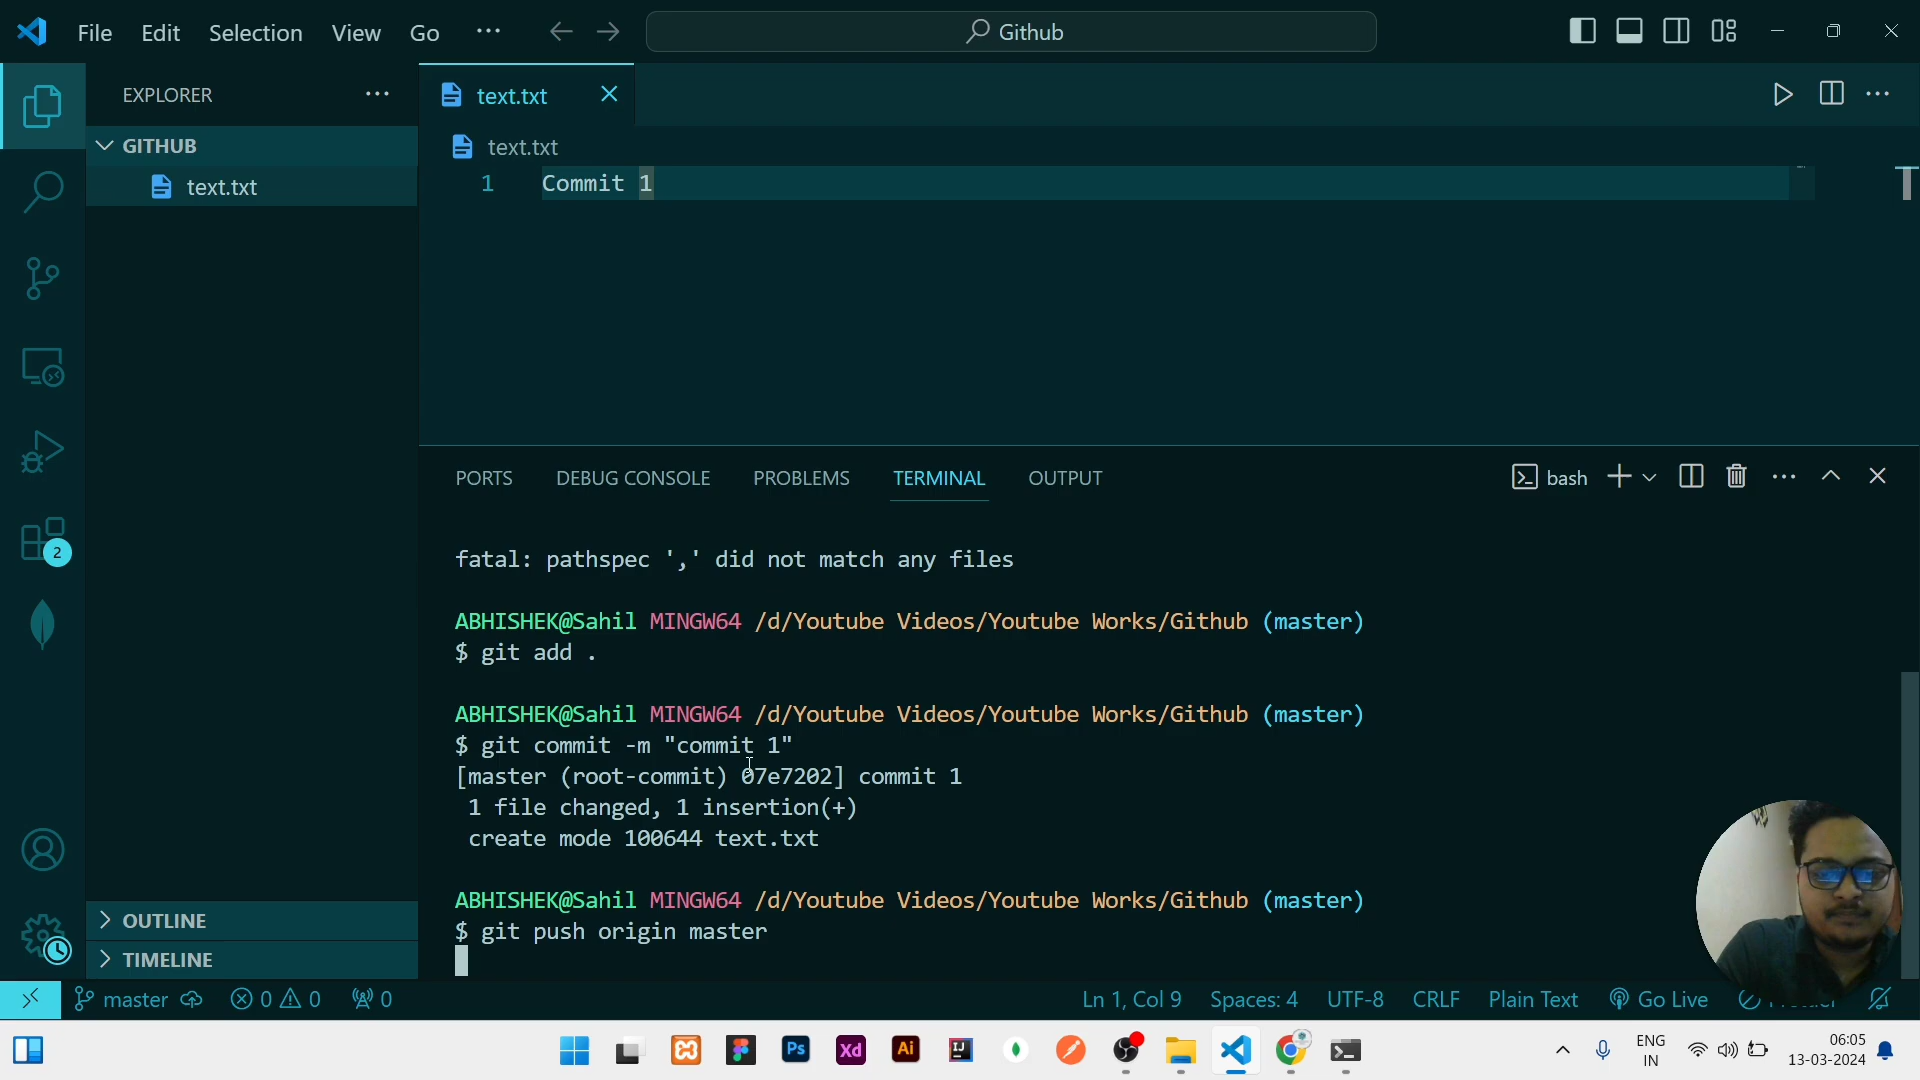 File Edit Selection View Go ··· Github
EXPLORER ···
GITHUB
text.txt
OUTLINE
TIMELINE
text.txt
text.txt
1 Commit 1
PORTS DEBUG CONSOLE PROBLEMS TERMINAL OUTPUT bash
fatal: pathspec ',' did not match any files
ABHISHEK@Sahil MINGW64 /d/Youtube Videos/Youtube Works/Github (master)
$ git add .
ABHISHEK@Sahil MINGW64 /d/Youtube Videos/Youtube Works/Github (master)
$ git commit -m "commit 1"
[master (root-commit) 07e7202] commit 1
1 file changed, 1 insertion(+)
create mode 100644 text.txt
ABHISHEK@Sahil MINGW64 /d/Youtube Videos/Youtube Works/Github (master)
$ git push origin master
2
master 0 0 0 Ln 1, Col 9 Spaces: 4 UTF-8 CRLF Plain Text Go Live
Ps Xd Ai IJ
ENG
IN
06:05
13-03-2024